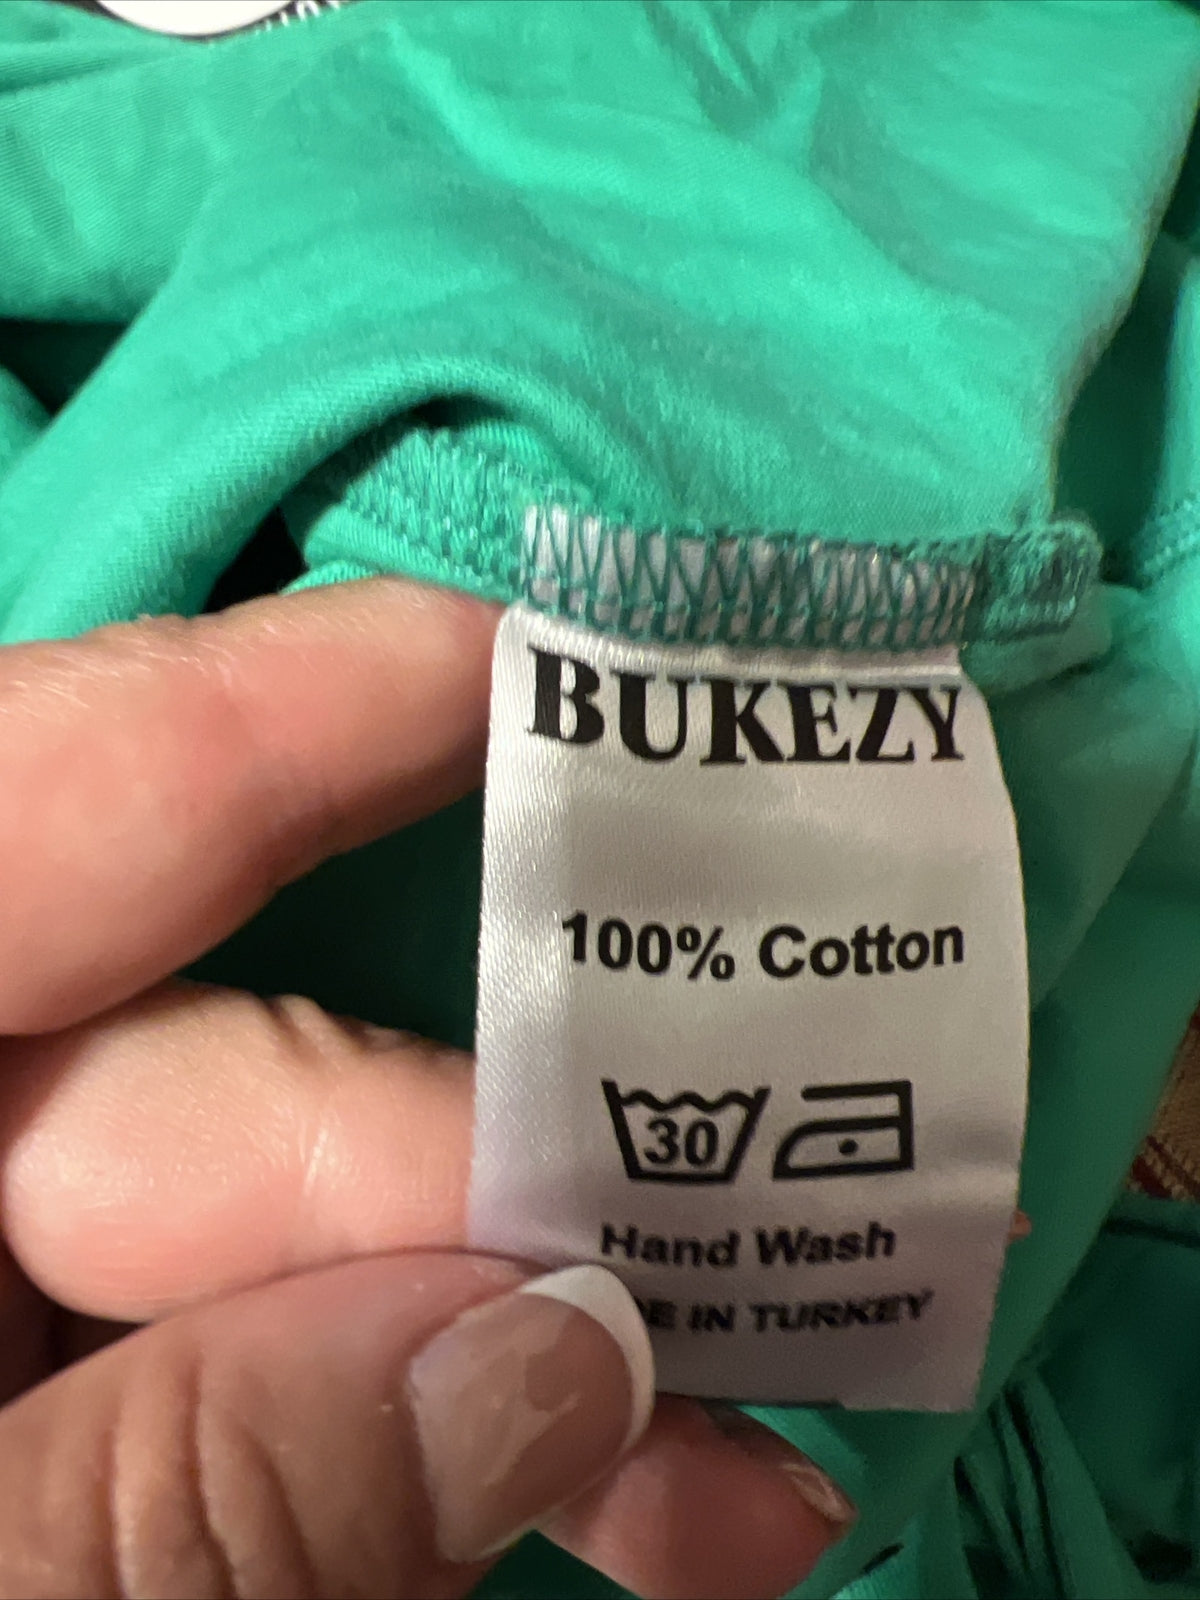 BUKEZY
100% Cotton
30
Hand Wash
IN TURKEY